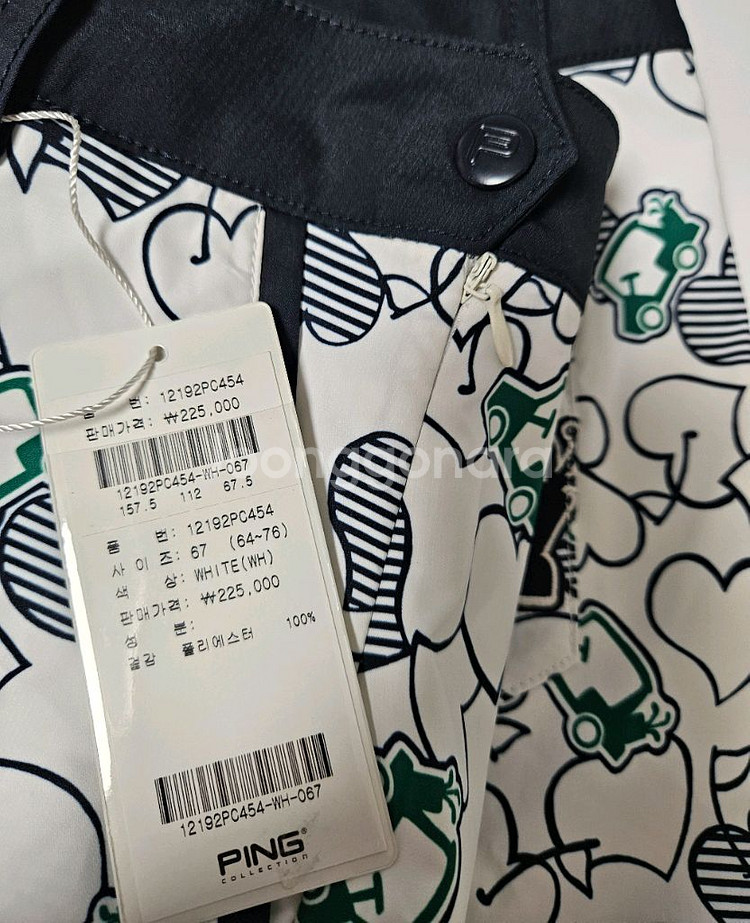 품 번: 12192PC454
판매가격: ₩225,000
12192PC454-WH-067
157.5 112 67.5
품 번: 12192PC454
사 이 즈: 67 (64~76)
색 상: WHITE(WH)
판매가격: ₩225,000
성 분:
겉감 폴리에스터 100%
12192PC454-WH-067
PING
COLLECTION